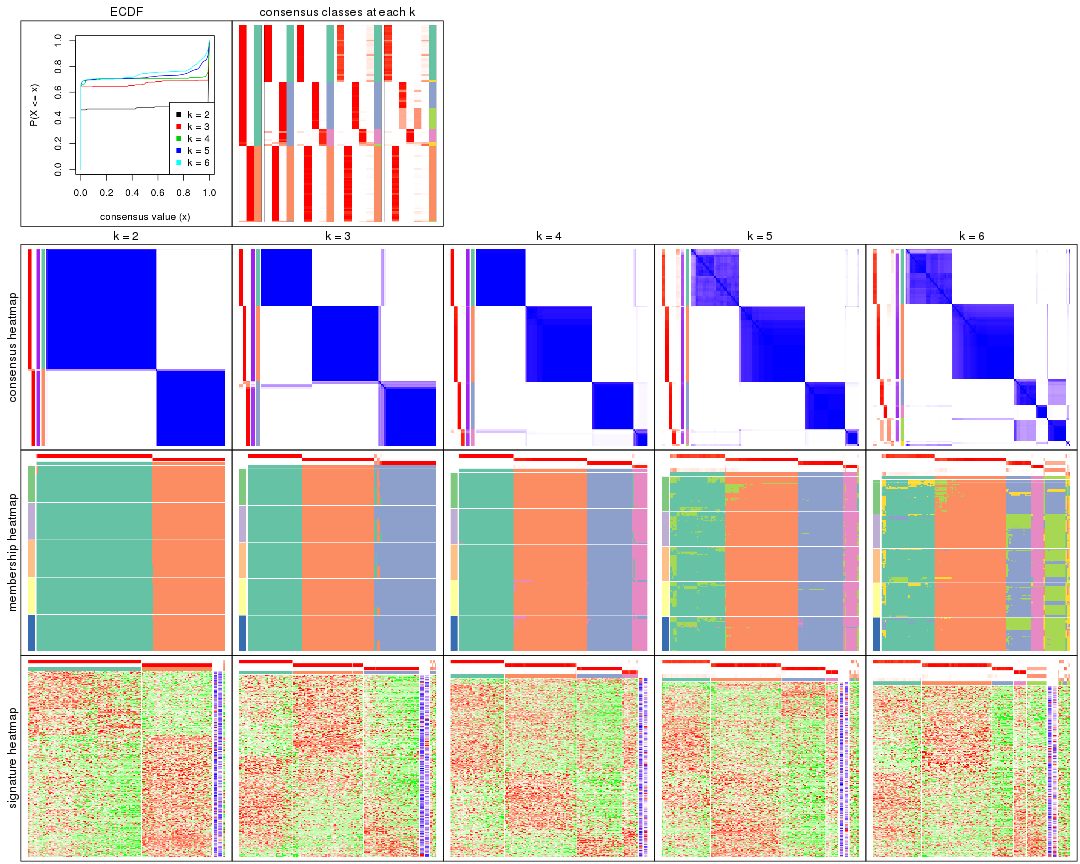 ECDF
consensus classes at each k
P(X <= x)
0.0 0.2 0.4 0.6 0.8 1.0
k = 2
k = 3
k = 4
k = 5
k = 6
0.0 0.2 0.4 0.6 0.8 1.0
consensus value (x)
k = 2
k = 3
k = 4
k = 5
k = 6
consensus heatmap
membership heatmap
signature heatmap